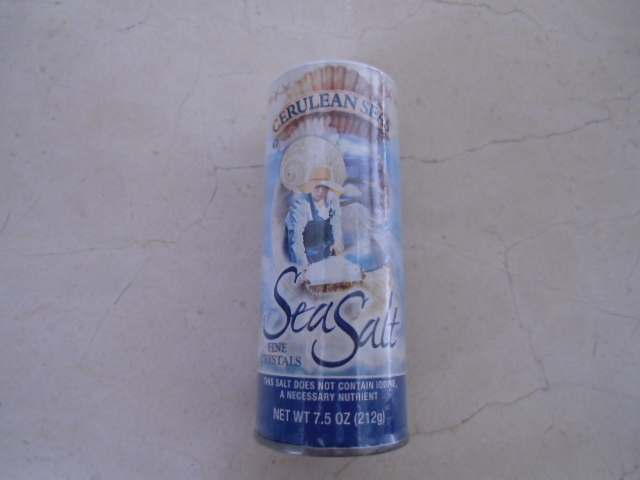 CERULEAN SEAS
Sea Salt
FINE
CRYSTALS
THIS SALT DOES NOT CONTAIN IODINE,
A NECESSARY NUTRIENT
NET WT 7.5 OZ (212g)